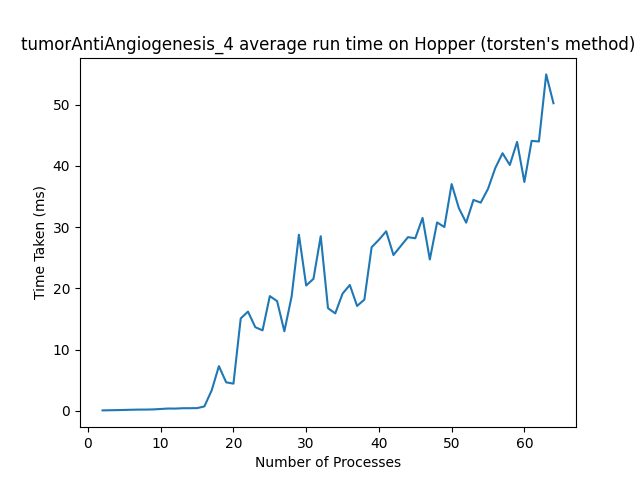 tumorAntiAngiogenesis_4 average run time on Hopper (torsten's method)
50
40
30
20
10
0
Time Taken (ms)
0 10 20 30 40 50 60
Number of Processes